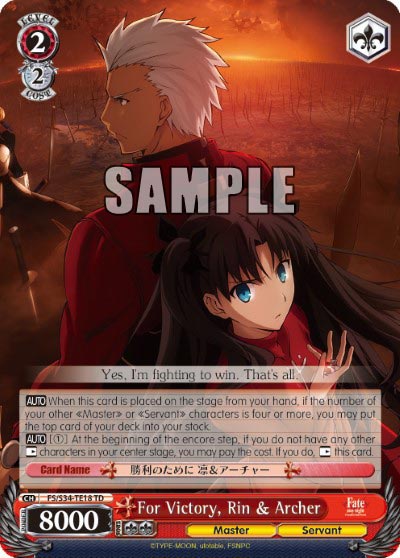 LEVEL
2
2
COST
SAMPLE
Yes, I'm fighting to win. That's all.
AUTO When this card is placed on the stage from your hand, if the number of
your other «Master» or «Servant» characters is four or more, you may put
the top card of your deck into your stock.
AUTO [①] At the beginning of the encore step, if you do not have any other
characters in your center stage, you may pay the cost. If you do, this card
Card Name 勝利のために 凛&アーチャー
CH FS/S34-TE18 TD
For Victory, Rin & Archer
POWER 8000
Master Servant
Fate
stay night
©TYPE-MOON, ufotable, FSNPC